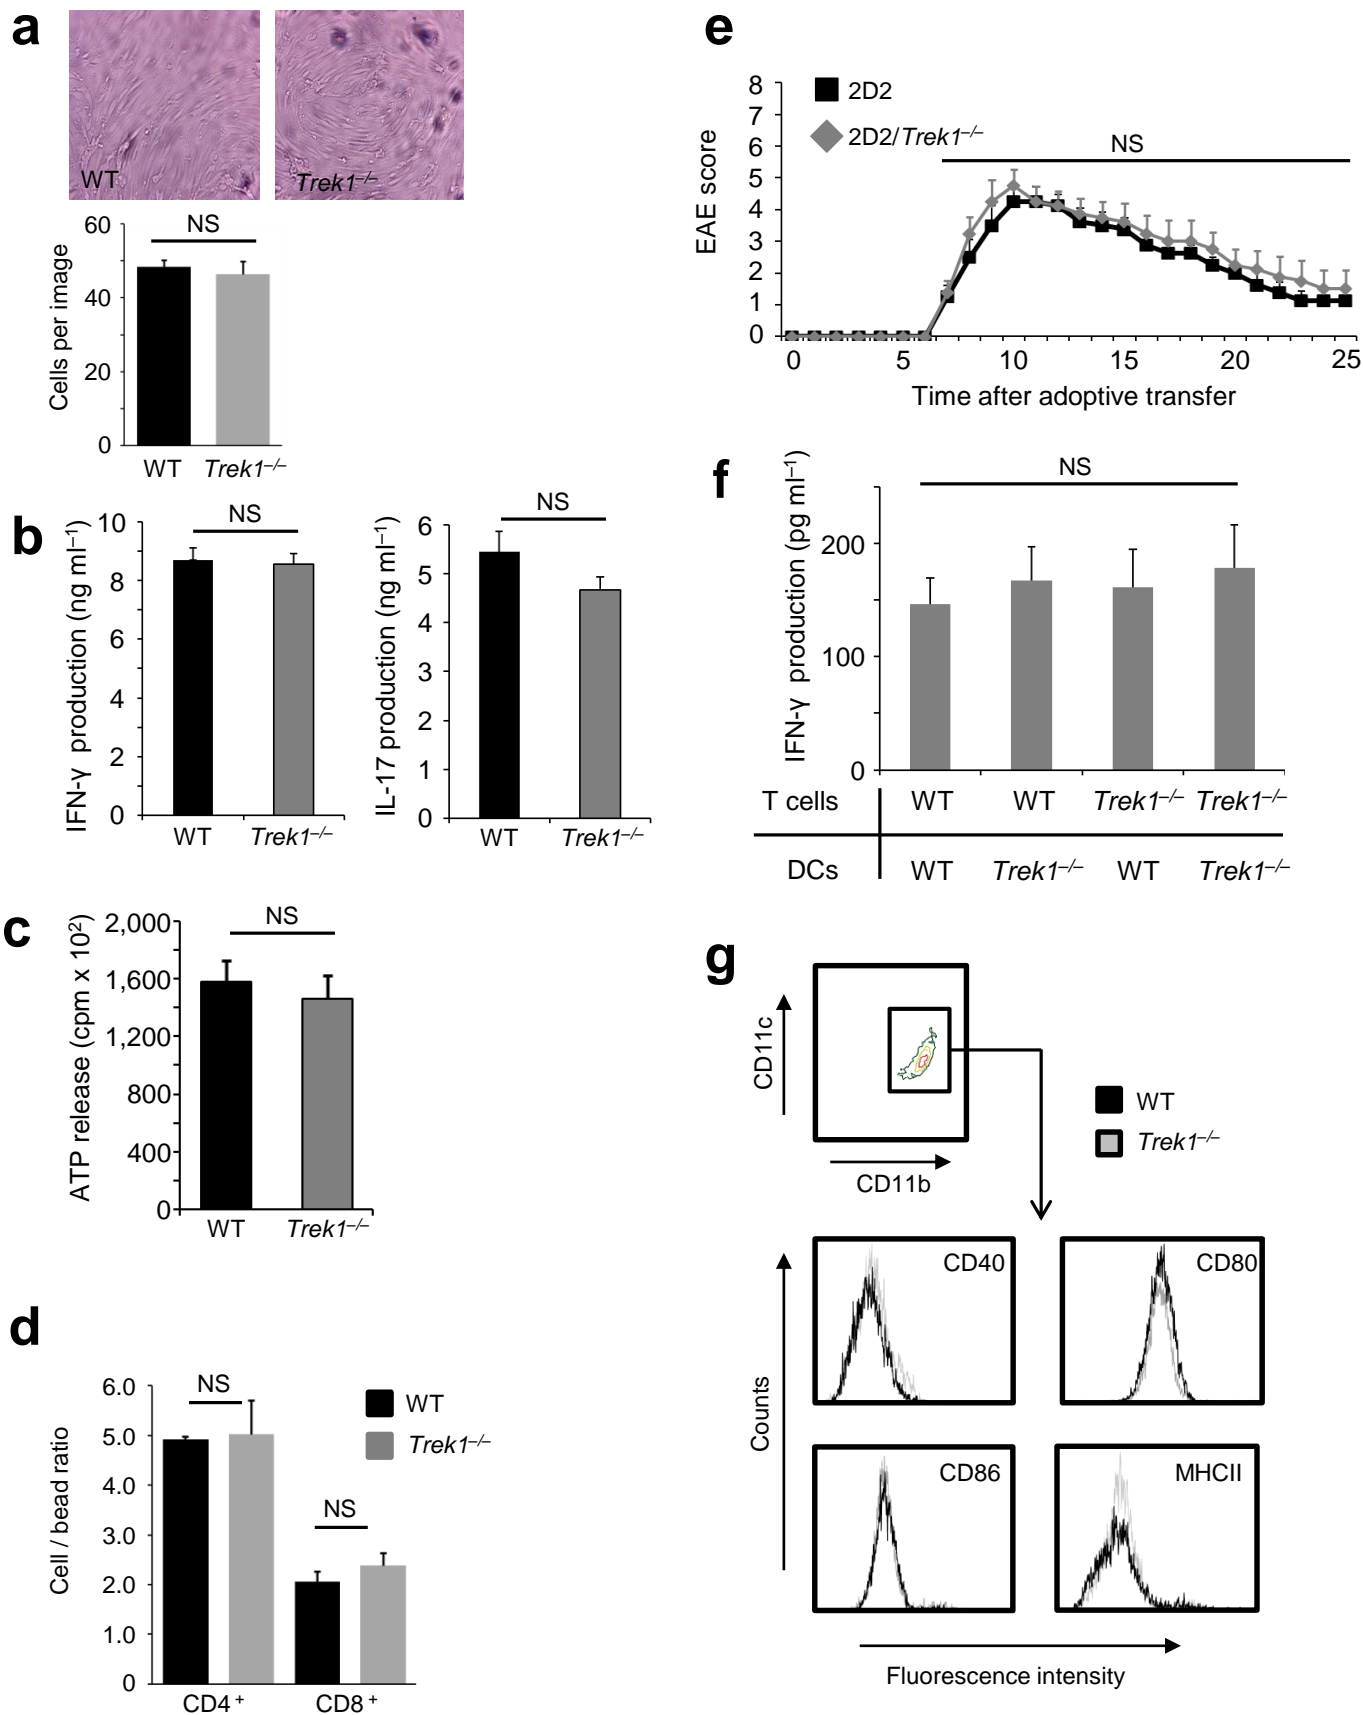 a
WT
Trek1–/–
60
40
20
0
Cells per image
NS
WT Trek1–/–
b
10
8
6
4
2
0
IFN-γ production (ng ml–1)
NS
WT Trek1–/–
6
5
4
3
2
1
0
IL-17 production (ng ml–1)
NS
WT Trek1–/–
c
2,000
1,600
1,200
800
400
0
ATP release (cpm x 102)
NS
WT Trek1–/–
d
6.0
5.0
4.0
3.0
2.0
1.0
0
Cell / bead ratio
NS
NS
WT
Trek1–/–
CD4 + CD8 +
e
8
7
6
5
4
3
2
1
0
EAE score
2D2
2D2/Trek1–/–
NS
0 5 10 15 20 25
Time after adoptive transfer
f
200
100
0
IFN-γ production (pg ml–1)
NS
T cells WT WT Trek1–/– Trek1–/–
DCs WT Trek1–/– WT Trek1–/–
g
CD11c
CD11b
WT
Trek1–/–
CD40
CD80
CD86
MHCII
Counts
Fluorescence intensity